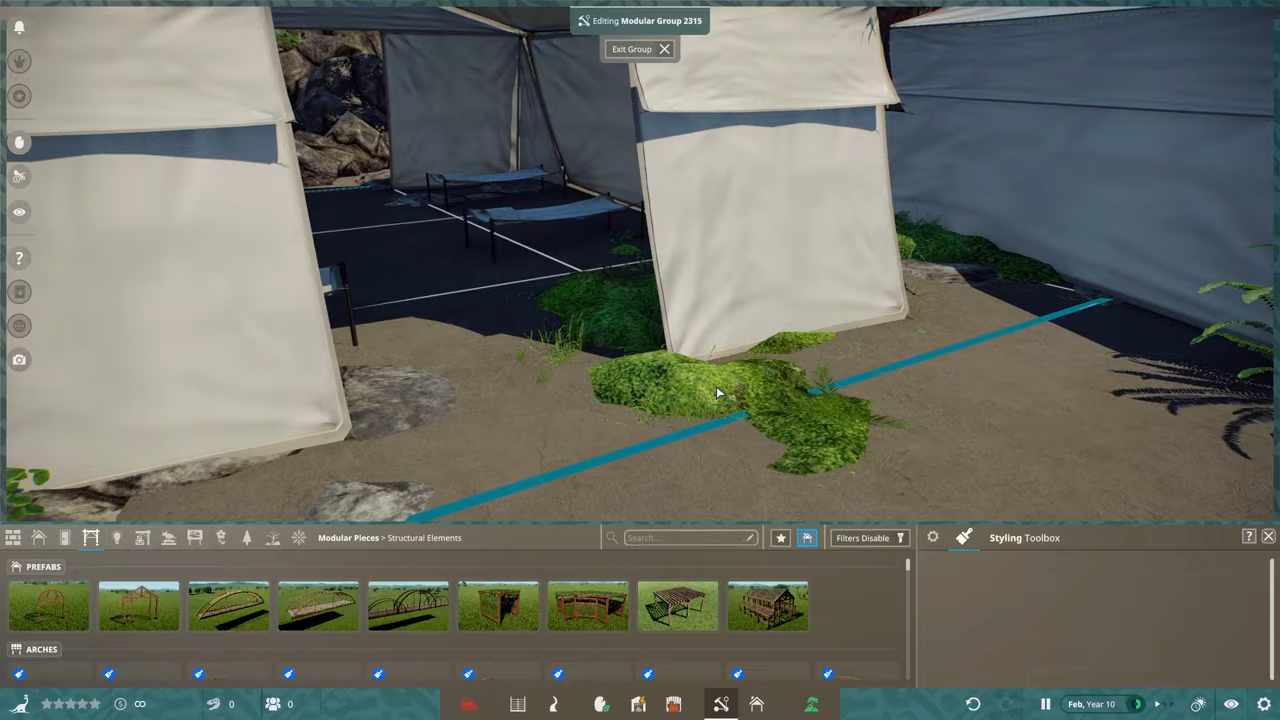 Editing Modular Group 2315
Exit Group
?
Modular Pieces > Structural Elements
Search...
Filters Disable
Styling Toolbox
?
PREFABS
ARCHES
∞
0
0
Feb, Year 10